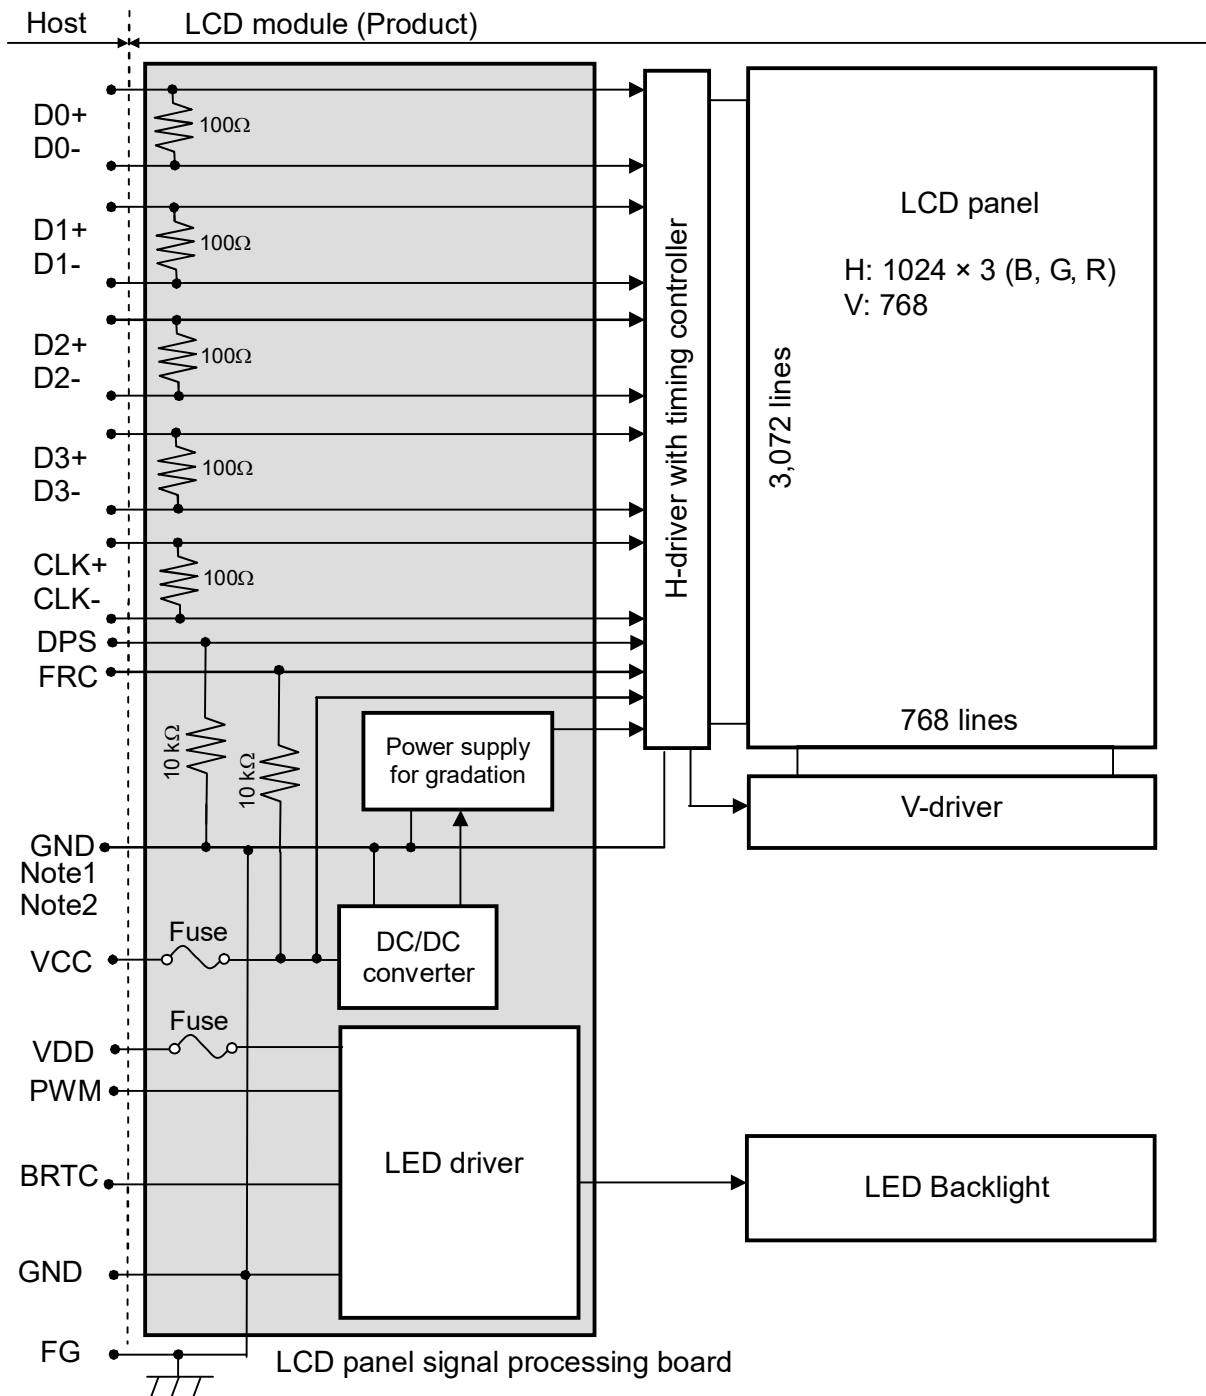 Host
LCD module (Product)
D0+
D0-
100Ω
D1+
D1-
100Ω
D2+
D2-
100Ω
D3+
D3-
100Ω
CLK+
CLK-
100Ω
DPS
FRC
10 kΩ
10 kΩ
Power supply
for gradation
H-driver with timing controller
LCD panel
H: 1024 × 3 (B, G, R)
V: 768
3,072 lines
768 lines
V-driver
GND
Note1
Note2
VCC
Fuse
DC/DC
converter
VDD
Fuse
PWM
BRTC
LED driver
LED Backlight
GND
FG
LCD panel signal processing board